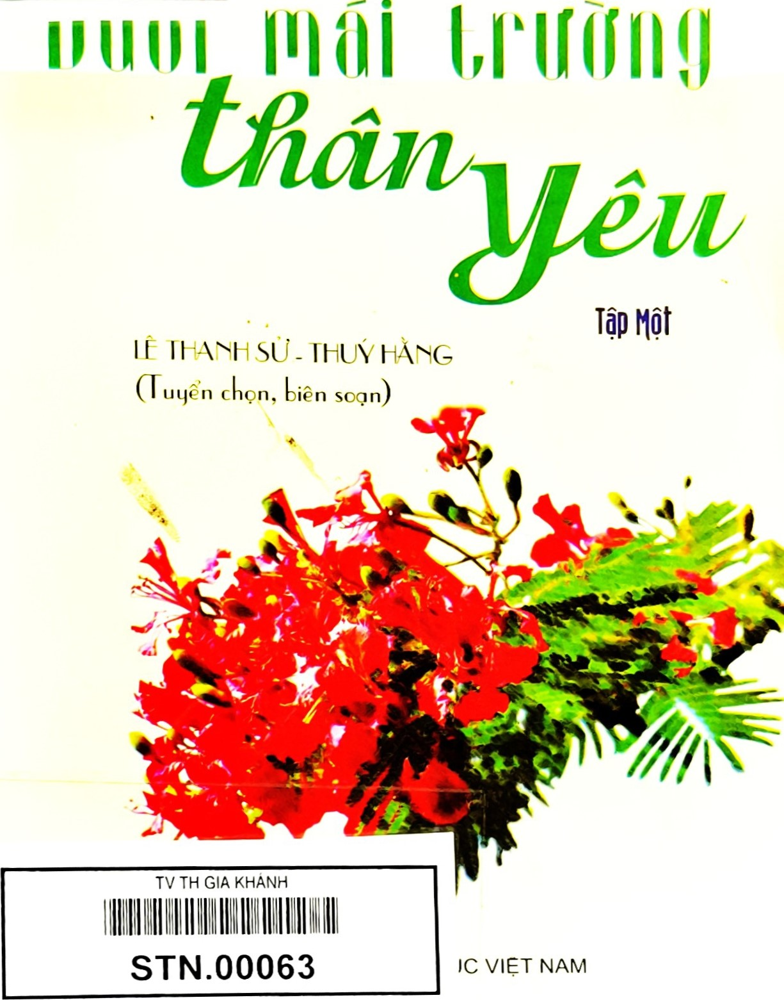 dưới mái trường
thân
yêu
Tập Một
LÊ THANH SỬ - THUÝ HẰNG
(Tuyển chọn, biên soạn)
TV TH GIA KHÁNH
STN.00063
VIỆT NAM